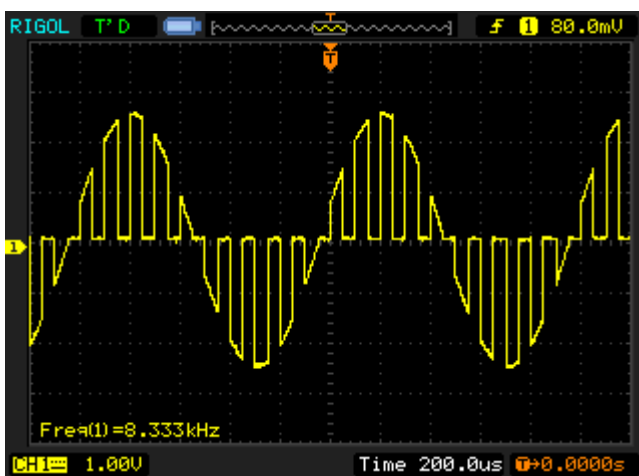 RIGOL T'D T f 1 80.0mV
T
1
Freq(1)=8.333kHz
CH1 1.00V Time 200.0us T→0.0000s